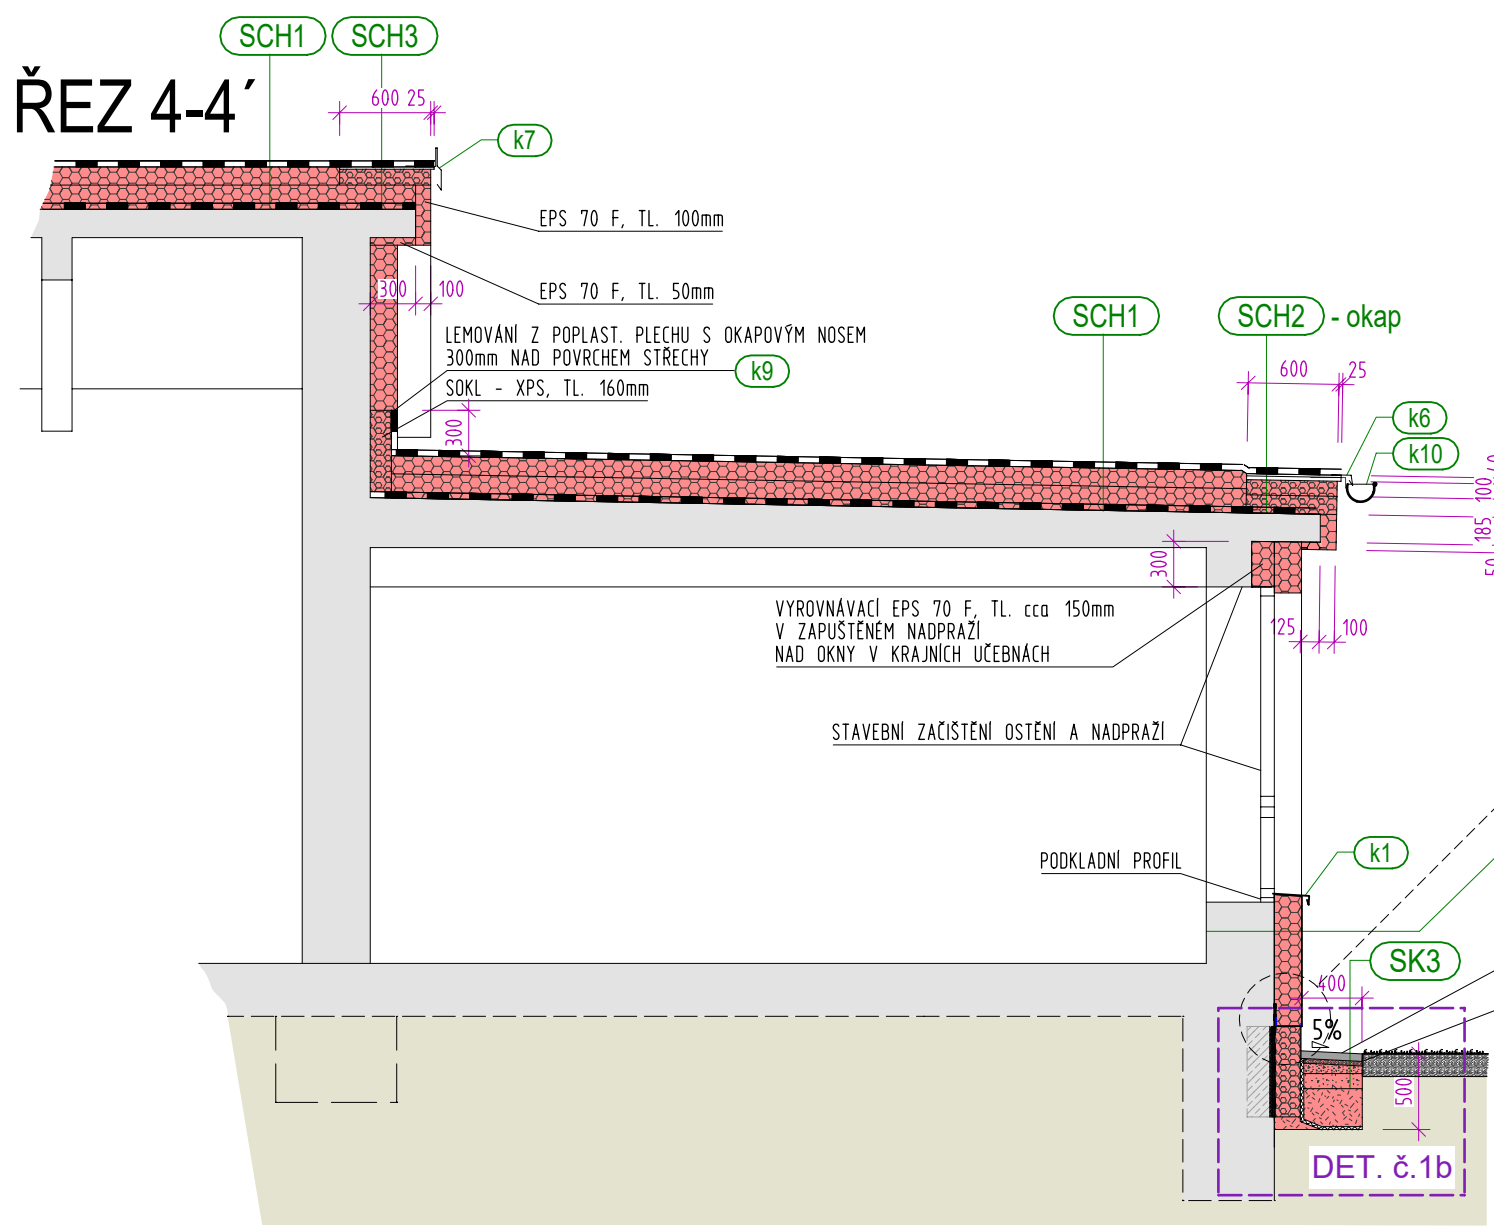 SCH1 SCH3
ŘEZ 4-4´
600 25
k7
EPS 70 F, TL. 100mm
300 100
EPS 70 F, TL. 50mm
SCH1
SCH2 - okap
LEMOVÁNÍ Z POPLAST. PLECHU S OKAPOVÝM NOSEM
300mm NAD POVRCHEM STŘECHY
k9
600 25
SOKL - XPS, TL. 160mm
k6
300
k10
100
185
300
VYROVNÁVACÍ EPS 70 F, TL. cca 150mm
V ZAPUŠTĚNÉM NADPRAŽÍ
NAD OKNY V KRAJNÍCH UČEBNÁCH
125 100
STAVEBNÍ ZAČIŠTĚNÍ OSTĚNÍ A NADPRAŽÍ
PODKLADNÍ PROFIL
k1
SK3
400
5%
500
DET. č.1b